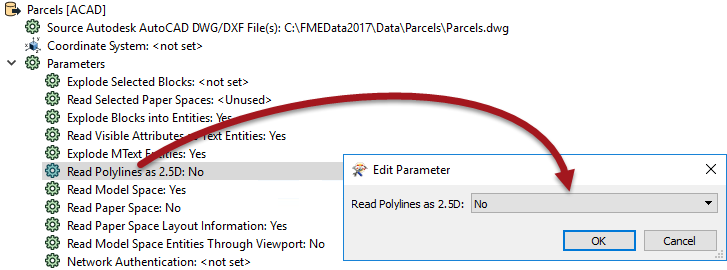 Parcels [ACAD]
Source Autodesk AutoCAD DWG/DXF File(s): C:\FMEData2017\Data\Parcels\Parcels.dwg
Coordinate System: <not set>
Parameters
Explode Selected Blocks: <not set>
Read Selected Paper Spaces: <Unused>
Explode Blocks into Entities: Yes
Read Visible Attributes Text Entities: Yes
Explode MText Entities: Yes
Read Polylines as 2.5D: No
Read Model Space: Yes
Read Paper Space: No
Read Paper Space Layout Information: Yes
Read Model Space Entities Through Viewport: No
Network Authentication: <not set>
Edit Parameter
Read Polylines as 2.5D: No
OK Cancel